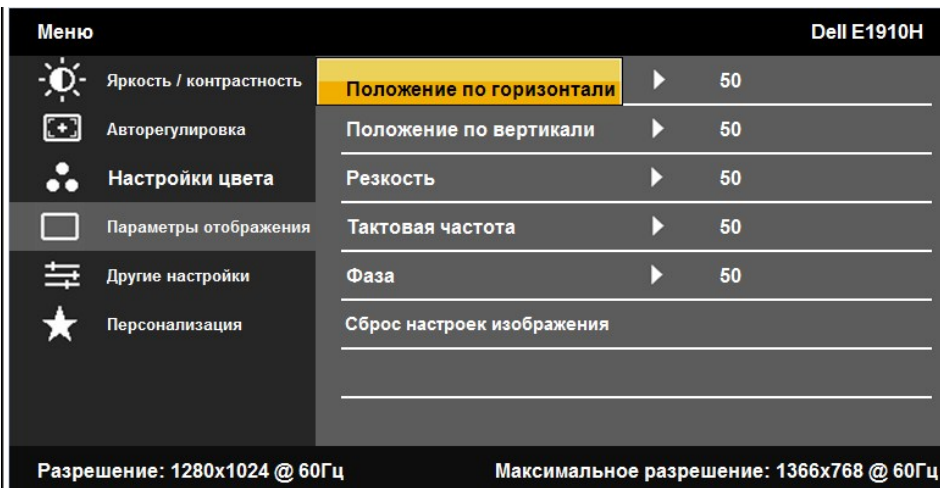 Меню Dell E1910H
Яркость / контрастность Положение по горизонтали 50
Авторегулировка Положение по вертикали 50
Настройки цвета Резкость 50
Параметры отображения Тактовая частота 50
Другие настройки Фаза 50
Персонализация Сброс настроек изображения
Разрешение: 1280x1024 @ 60Гц Максимальное разрешение: 1366x768 @ 60Гц